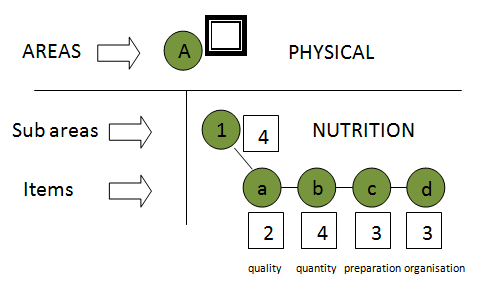 AREAS A PHYSICAL
Sub areas 1 4 NUTRITION
Items a b c d
2 4 3 3
quality quantity preparation organisation